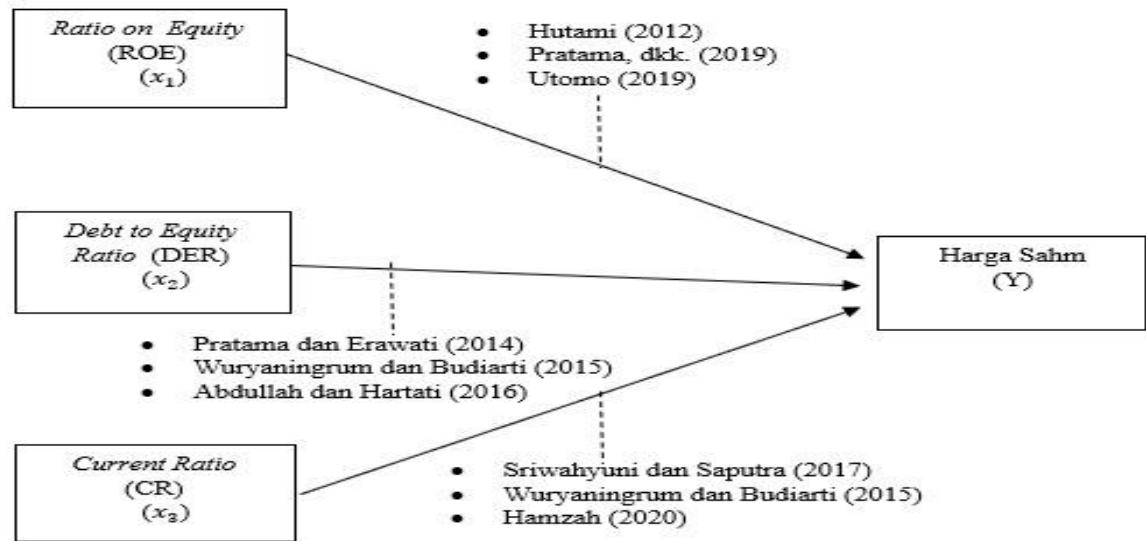 Ratio on Equity
(ROE)
(x₁)
• Hutami (2012)
• Pratama, dkk. (2019)
• Utomo (2019)
Debt to Equity
Ratio (DER)
(x₂)
Harga Sahm
(Y)
• Pratama dan Erawati (2014)
• Wuryaningrum dan Budiarti (2015)
• Abdullah dan Hartati (2016)
Current Ratio
(CR)
(x₃)
• Sriwahyuni dan Saputra (2017)
• Wuryaningrum dan Budiarti (2015)
• Hamzah (2020)